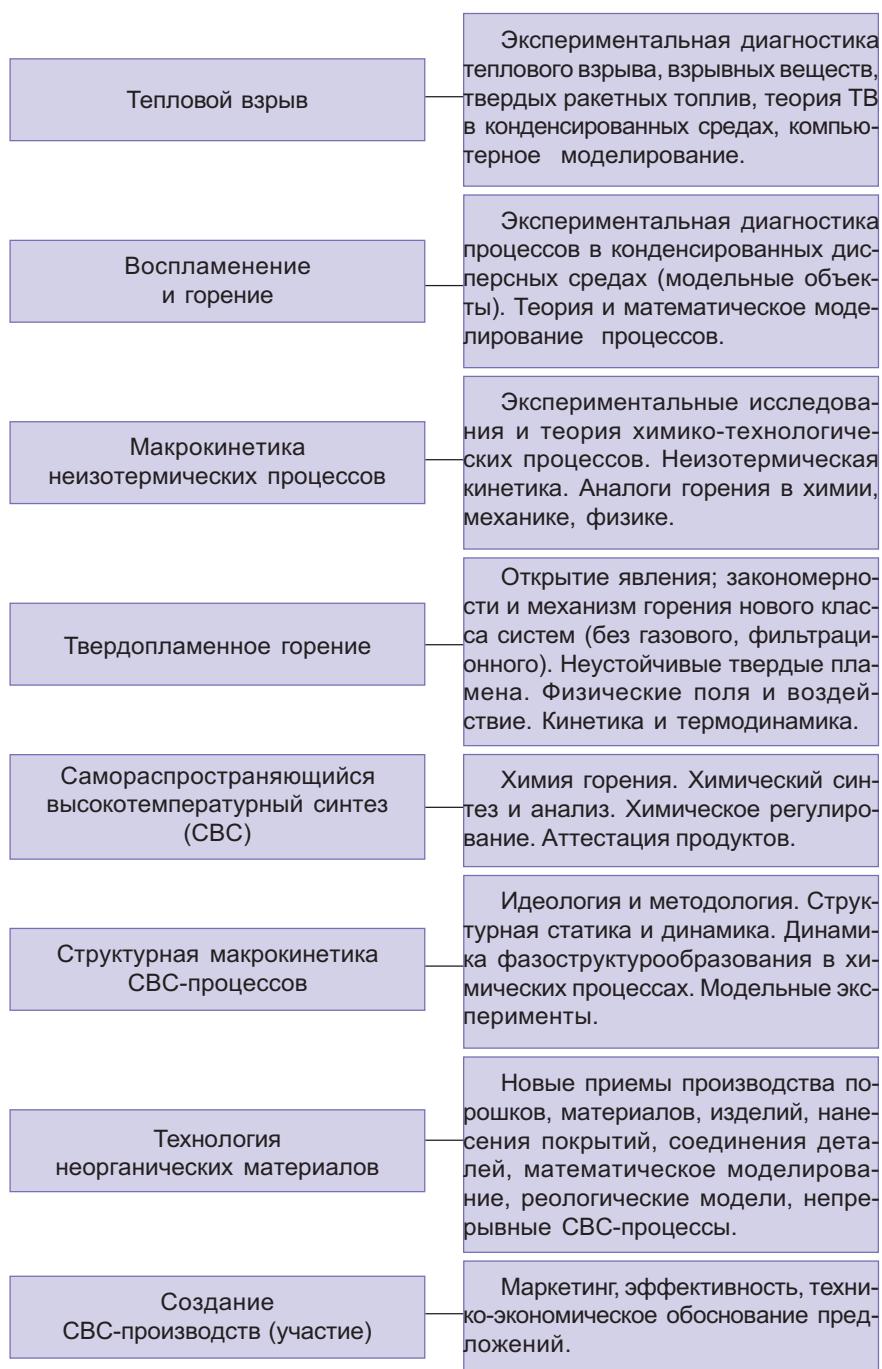 Тепловой взрыв
Экспериментальная диагностика
теплового взрыва, взрывных веществ,
твердых ракетных топлив, теория ТВ
в конденсированных средах, компью-
терное моделирование.
Воспламенение
и горение
Экспериментальная диагностика
процессов в конденсированных дис-
персных средах (модельные объек-
ты). Теория и математическое моде-
лирование процессов.
Макрокинетика
неизотермических процессов
Экспериментальные исследова-
ния и теория химико-технологиче-
ских процессов. Неизотермическая
кинетика. Аналоги горения в химии,
механике, физике.
Твердопламенное горение
Открытие явления; закономерно-
сти и механизм горения нового клас-
са систем (без газового, фильтраци-
онного). Неустойчивые твердые пла-
мена. Физические поля и воздей-
ствие. Кинетика и термодинамика.
Самораспространяющийся
высокотемпературный синтез
(СВС)
Химия горения. Химический син-
тез и анализ. Химическое регулиро-
вание. Аттестация продуктов.
Структурная макрокинетика
СВС-процессов
Идеология и методология. Струк-
турная статика и динамика. Динами-
ка фазоструктурообразования в хи-
мических процессах. Модельные экс-
перименты.
Технология
неорганических материалов
Новые приемы производства по-
рошков, материалов, изделий, нане-
сения покрытий, соединения дета-
лей, математическое моделирова-
ние, реологические модели, непре-
рывные СВС-процессы.
Создание
СВС-производств (участие)
Маркетинг, эффективность, техни-
ко-экономическое обоснование пред-
ложений.